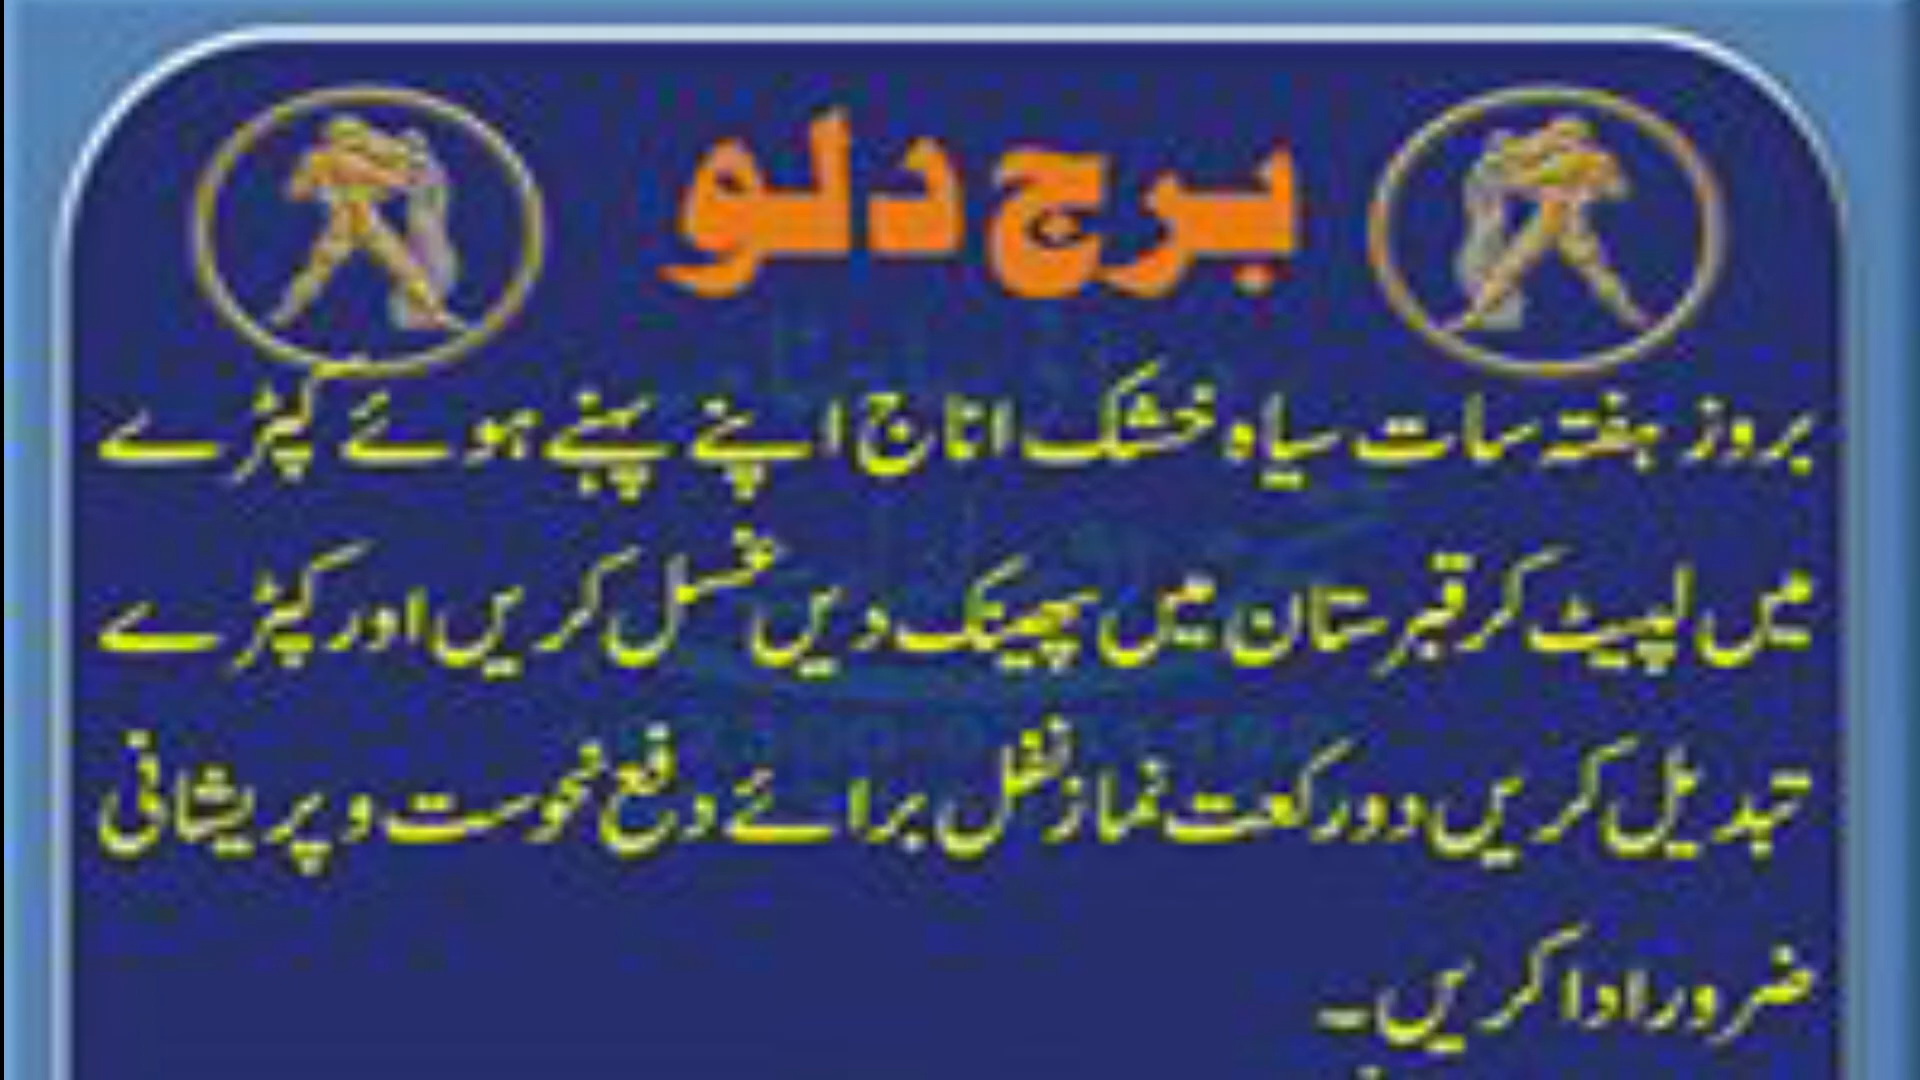 برج دلو
بروز ہفتہ سات سیاہ خشک اناج اپنے پہنے ہوئے کپڑے
میں لپیٹ کر قبرستان میں پھینک دیں غسل کریں اور کپڑے
تبدیل کریں دو رکعت نماز نفل برائے دفع نحوست و پریشانی
ضرور ادا کریں۔